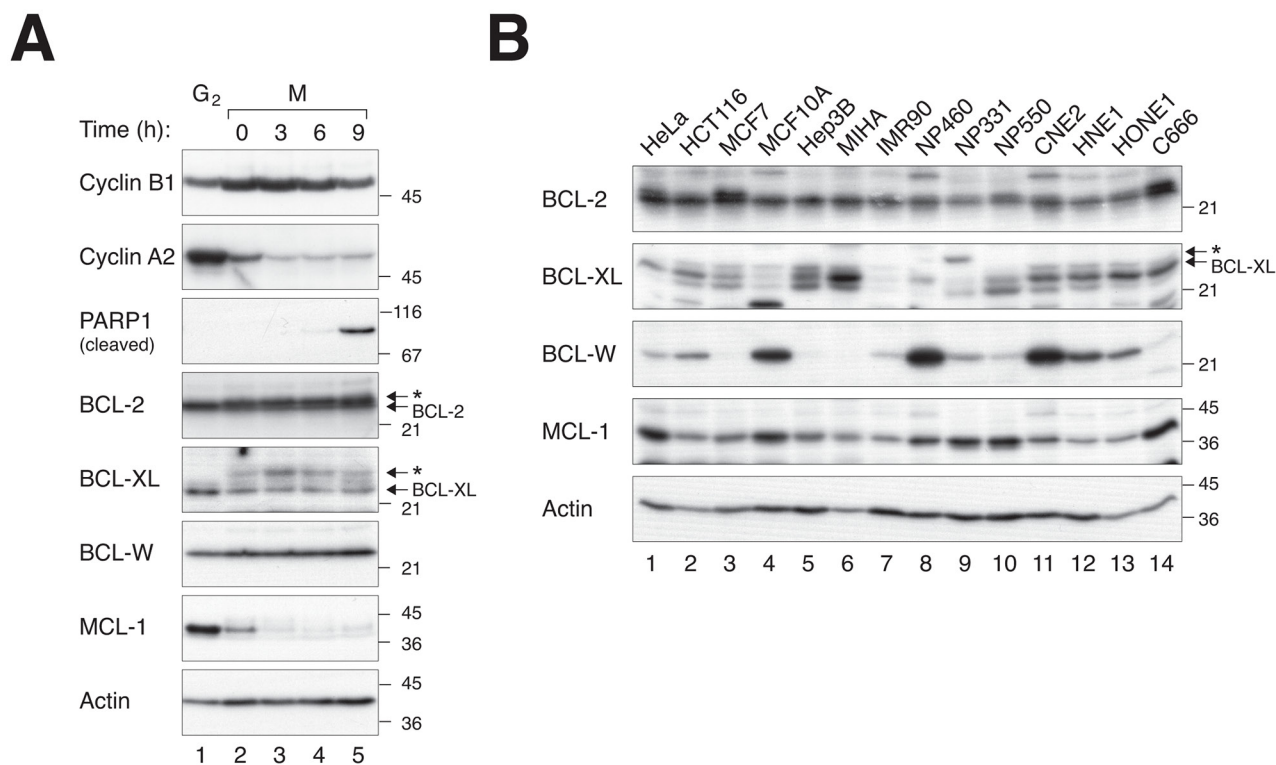 A
G2 M
Time (h): 0 3 6 9
Cyclin B1
45
Cyclin A2
45
PARP1
(cleaved)
116
67
BCL-2
*
BCL-2
21
BCL-XL
*
BCL-XL
21
BCL-W
21
MCL-1
45
36
Actin
45
36
1 2 3 4 5
B
HeLa HCT116 MCF7 MCF10A Hep3B MIHA IMR90 NP460 NP331 NP550 CNE2 HNE1 HONE1 C666
BCL-2
21
BCL-XL
*
BCL-XL
21
BCL-W
21
MCL-1
45
36
Actin
45
36
1 2 3 4 5 6 7 8 9 10 11 12 13 14